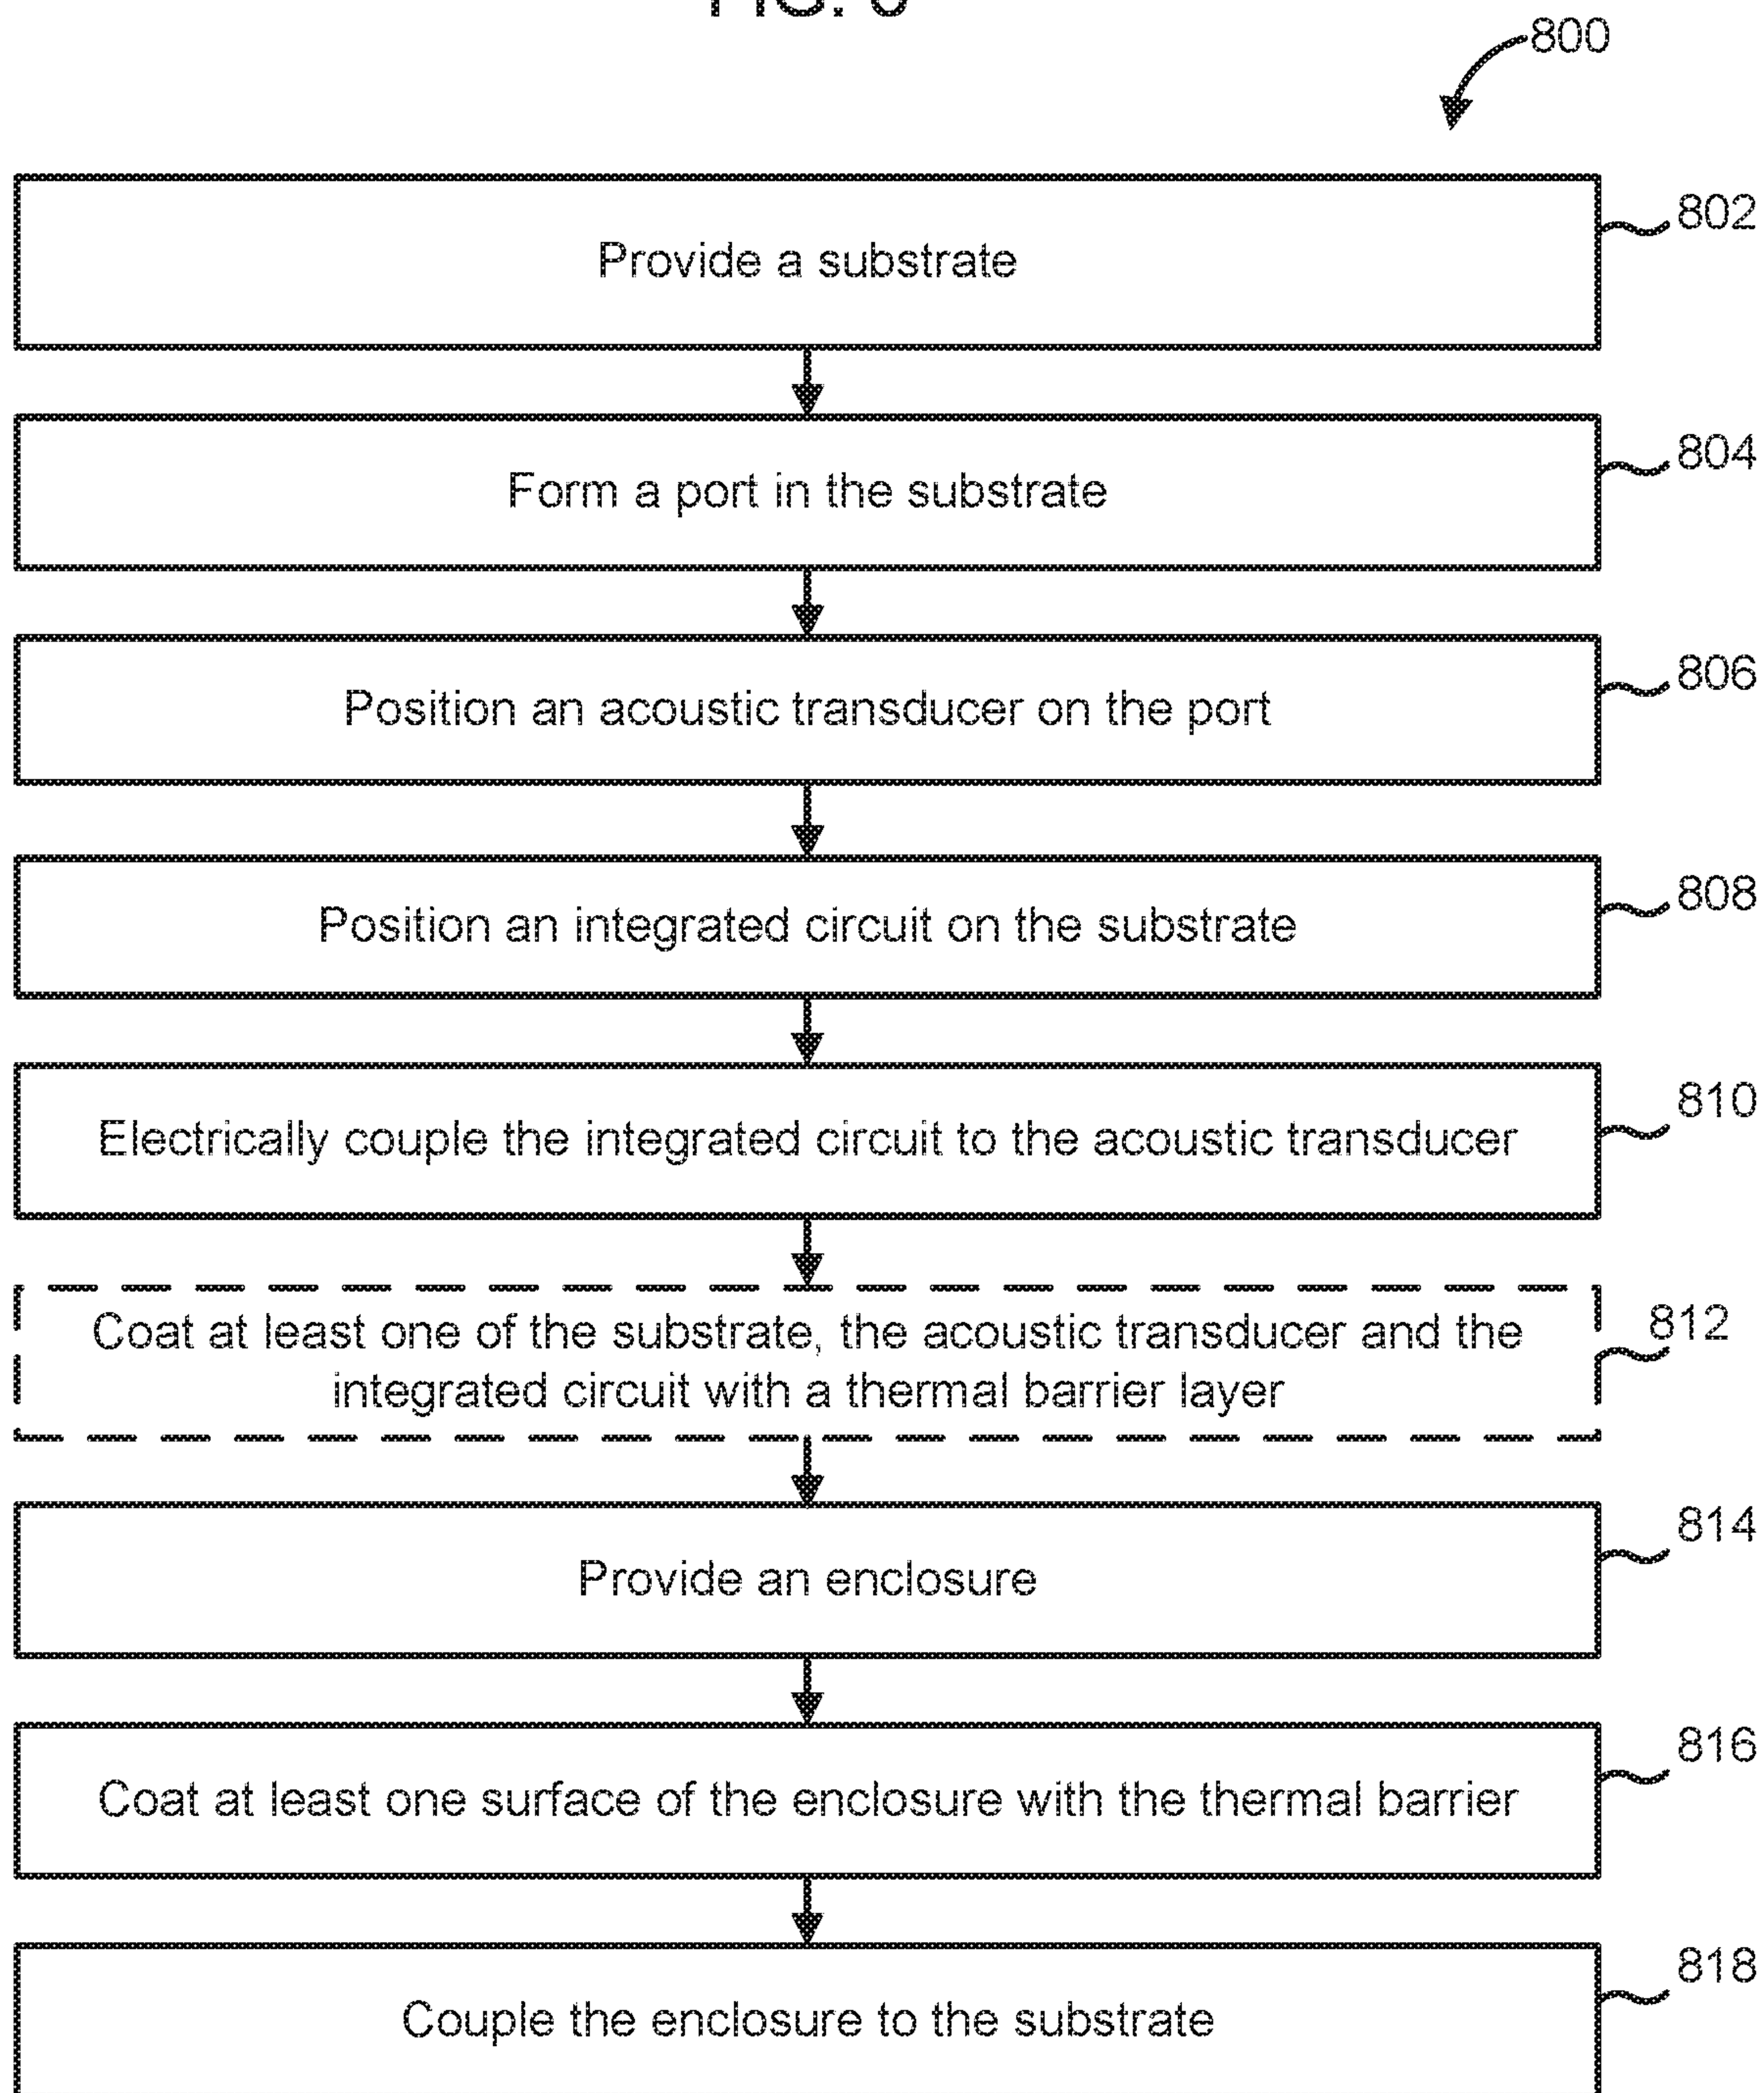 FIG.
800
Provide a substrate
802
Form a port in the substrate
804
Position an acoustic transducer on the port
806
Position an integrated circuit on the substrate
808
Electrically couple the integrated circuit to the acoustic transducer
810
Coat at least one of the substrate, the acoustic transducer and the
integrated circuit with a thermal barrier layer
812
Provide an enclosure
814
Coat at least one surface of the enclosure with the thermal barrier
816
Couple the enclosure to the substrate
818